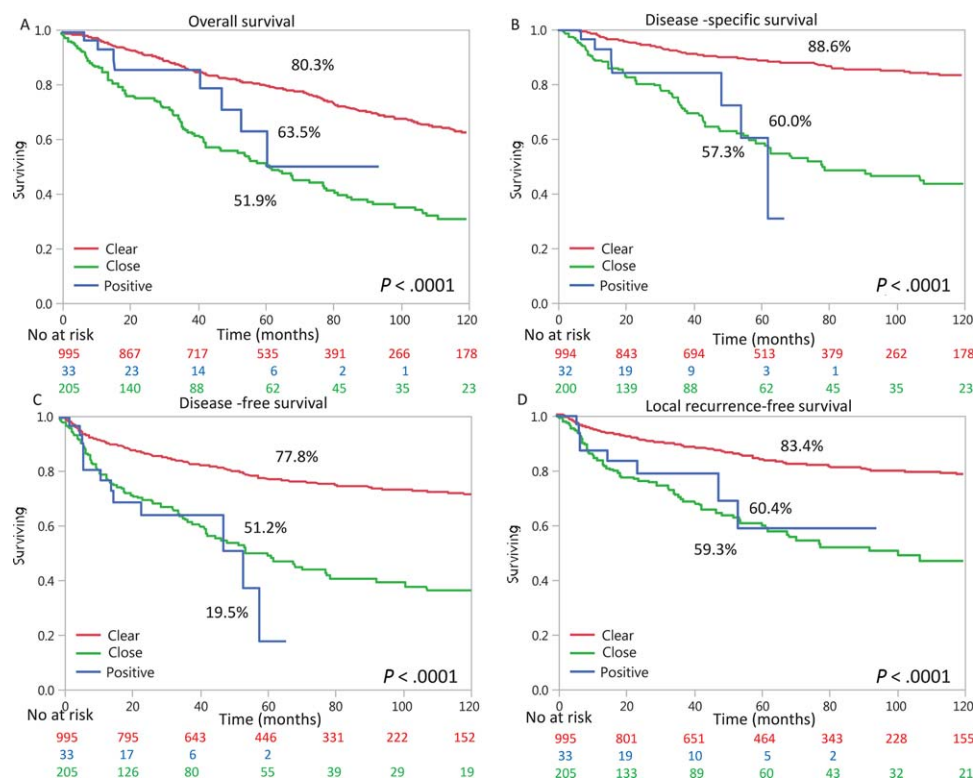 A Overall survival
Surviving
1.0
0.8
0.6
0.4
0.2
0.0
80.3%
63.5%
51.9%
Clear
Close
Positive
P < .0001
0 20 40 60 80 100 120
No at risk Time (months)
995 867 717 535 391 266 178
33 23 14 6 2 1
205 140 88 62 45 35 23
B Disease -specific survival
Surviving
1.0
0.8
0.6
0.4
0.2
0.0
88.6%
60.0%
57.3%
Clear
Close
Positive
P < .0001
0 20 40 60 80 100 120
No at risk Time (months)
994 843 694 513 379 262 178
32 19 9 3 1
200 139 88 62 45 35 23
C Disease -free survival
Surviving
1.0
0.8
0.6
0.4
0.2
0.0
77.8%
51.2%
19.5%
Clear
Close
Positive
P < .0001
0 20 40 60 80 100 120
No at risk Time (months)
995 795 643 446 331 222 152
33 17 6 2
205 126 80 55 39 29 19
D Local recurrence-free survival
Surviving
1.0
0.8
0.6
0.4
0.2
0.0
83.4%
60.4%
59.3%
Clear
Close
Positive
P < .0001
0 20 40 60 80 100 120
No at risk Time (months)
995 801 651 464 343 228 155
33 19 10 5 2
205 133 89 60 43 32 21